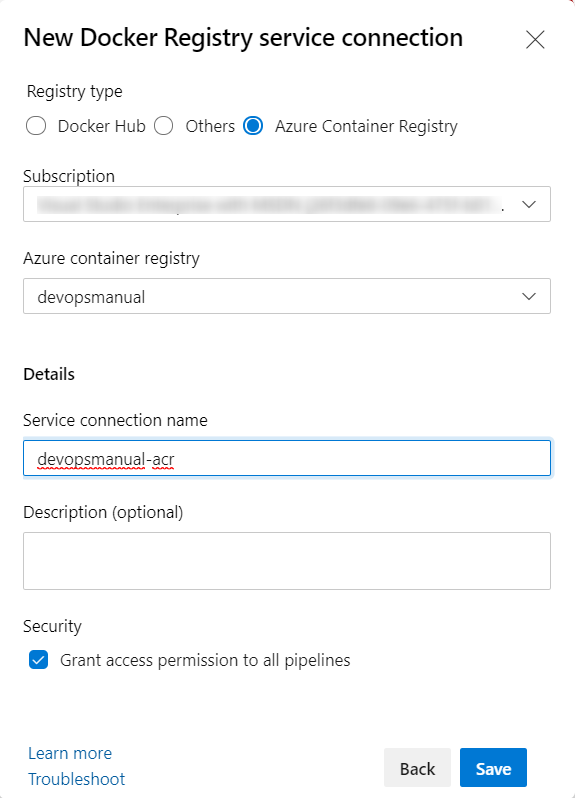 New Docker Registry service connection
Registry type
Docker Hub Others Azure Container Registry
Subscription
Azure container registry
devopsmanual
Details
Service connection name
devopsmanual-acr
Description (optional)
Security
Grant access permission to all pipelines
Learn more
Troubleshoot
Back Save